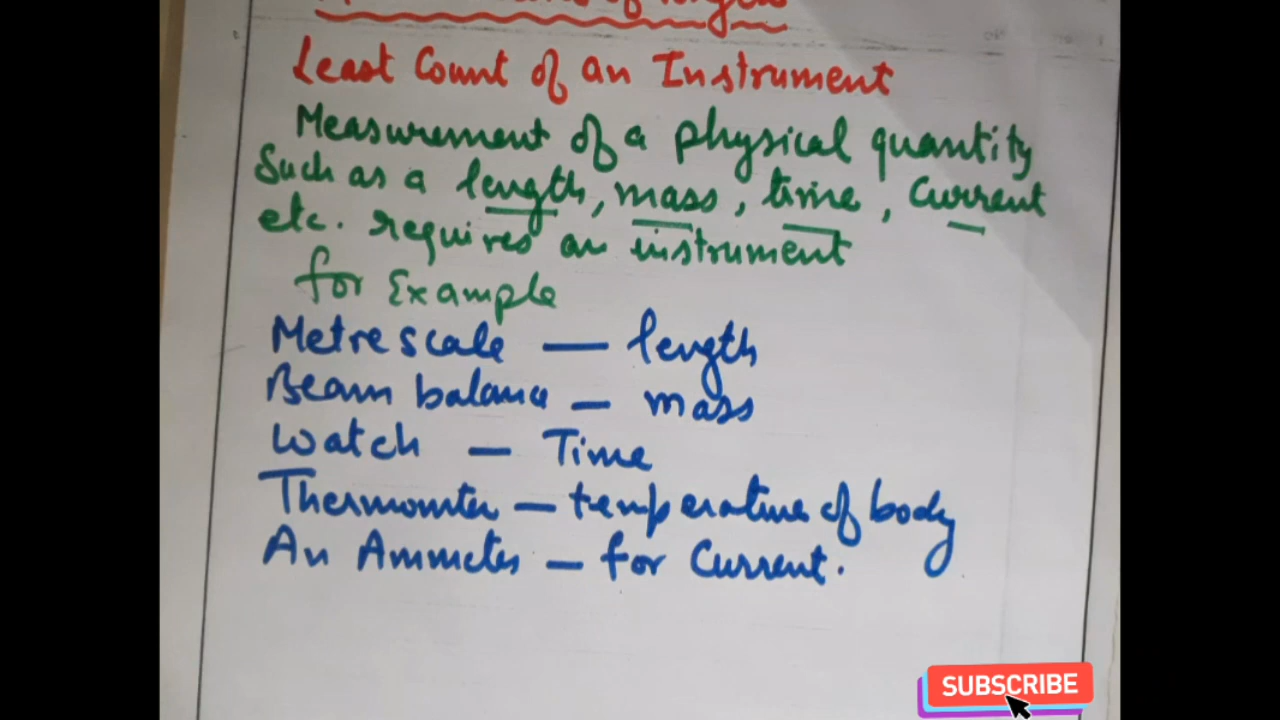 of length
Least Count of an Instrument
Measurement of a physical quantity
Such as a length, mass, time, Current
etc. requires an instrument
for Example
Metre scale — length
Beam balance — mass
Watch — Time
Thermometer — temperature of body
An Ammeter — for Current.
SUBSCRIBE